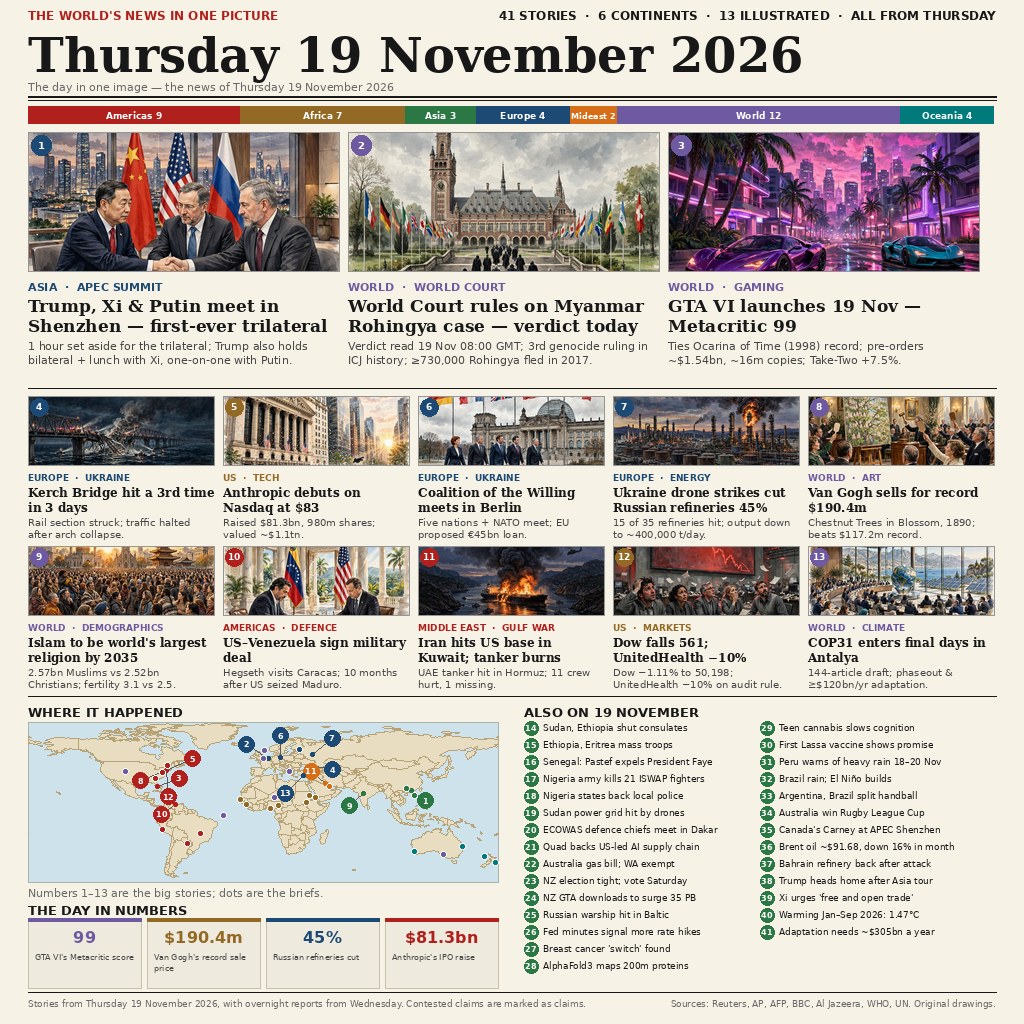 THE WORLD'S NEWS IN ONE PICTURE
41 STORIES · 6 CONTINENTS · 13 ILLUSTRATED · ALL FROM THURSDAY
Thursday 19 November 2026
The day in one image — the news of Thursday 19 November 2026
Americas 9
Africa 7
Asia 3
Europe 4
Mideast 2
World 12
Oceania 4
1
ASIA · APEC SUMMIT
Trump, Xi & Putin meet in
Shenzhen — first-ever trilateral
1 hour set aside for the trilateral; Trump also holds
bilateral + lunch with Xi, one-on-one with Putin.
2
WORLD · WORLD COURT
World Court rules on Myanmar
Rohingya case — verdict today
Verdict read 19 Nov 08:00 GMT; 3rd genocide ruling in
ICJ history; ≥730,000 Rohingya fled in 2017.
3
WORLD · GAMING
GTA VI launches 19 Nov —
Metacritic 99
Ties Ocarina of Time (1998) record; pre-orders
~$1.54bn, ~16m copies; Take-Two +7.5%.
4
EUROPE · UKRAINE
Kerch Bridge hit a 3rd time
in 3 days
Rail section struck; traffic halted
after arch collapse.
5
US · TECH
Anthropic debuts on
Nasdaq at $83
Raised $81.3bn, 980m shares;
valued ~$1.1tn.
6
EUROPE · UKRAINE
Coalition of the Willing
meets in Berlin
Five nations + NATO meet; EU
proposed €45bn loan.
7
EUROPE · ENERGY
Ukraine drone strikes cut
Russian refineries 45%
15 of 35 refineries hit; output down
to ~400,000 t/day.
8
WORLD · ART
Van Gogh sells for record
$190.4m
Chestnut Trees in Blossom, 1890;
beats $117.2m record.
9
WORLD · DEMOGRAPHICS
Islam to be world's largest
religion by 2035
2.57bn Muslims vs 2.52bn
Christians; fertility 3.1 vs 2.5.
10
AMERICAS · DEFENCE
US–Venezuela sign military
deal
Hegseth visits Caracas; 10 months
after US seized Maduro.
11
MIDDLE EAST · GULF WAR
Iran hits US base in
Kuwait; tanker burns
UAE tanker hit in Hormuz; 11 crew
hurt, 1 missing.
12
US · MARKETS
Dow falls 561;
UnitedHealth −10%
Dow −1.11% to 50,198;
UnitedHealth −10% on audit rule.
13
WORLD · CLIMATE
COP31 enters final days in
Antalya
144-article draft; phaseout &
≥$120bn/yr adaptation.
WHERE IT HAPPENED
2
6
7
5
8
3
12
10
11
4
13
9
1
Numbers 1–13 are the big stories; dots are the briefs.
THE DAY IN NUMBERS
99
GTA VI's Metacritic score
$190.4m
Van Gogh's record sale
price
45%
Russian refineries cut
$81.3bn
Anthropic's IPO raise
ALSO ON 19 NOVEMBER
14 Sudan, Ethiopia shut consulates
15 Ethiopia, Eritrea mass troops
16 Senegal: Pastef expels President Faye
17 Nigeria army kills 21 ISWAP fighters
18 Nigeria states back local police
19 Sudan power grid hit by drones
20 ECOWAS defence chiefs meet in Dakar
21 Quad backs US-led AI supply chain
22 Australia gas bill; WA exempt
23 NZ election tight; vote Saturday
24 NZ GTA downloads to surge 35 PB
25 Russian warship hit in Baltic
26 Fed minutes signal more rate hikes
27 Breast cancer 'switch' found
28 AlphaFold3 maps 200m proteins
29 Teen cannabis slows cognition
30 First Lassa vaccine shows promise
31 Peru warns of heavy rain 18–20 Nov
32 Brazil rain; El Niño builds
33 Argentina, Brazil split handball
34 Australia win Rugby League Cup
35 Canada's Carney at APEC Shenzhen
36 Brent oil ~$91.68, down 16% in month
37 Bahrain refinery back after attack
38 Trump heads home after Asia tour
39 Xi urges 'free and open trade'
40 Warming Jan–Sep 2026: 1.47°C
41 Adaptation needs ~$305bn a year
Stories from Thursday 19 November 2026, with overnight reports from Wednesday. Contested claims are marked as claims.
Sources: Reuters, AP, AFP, BBC, Al Jazeera, WHO, UN. Original drawings.